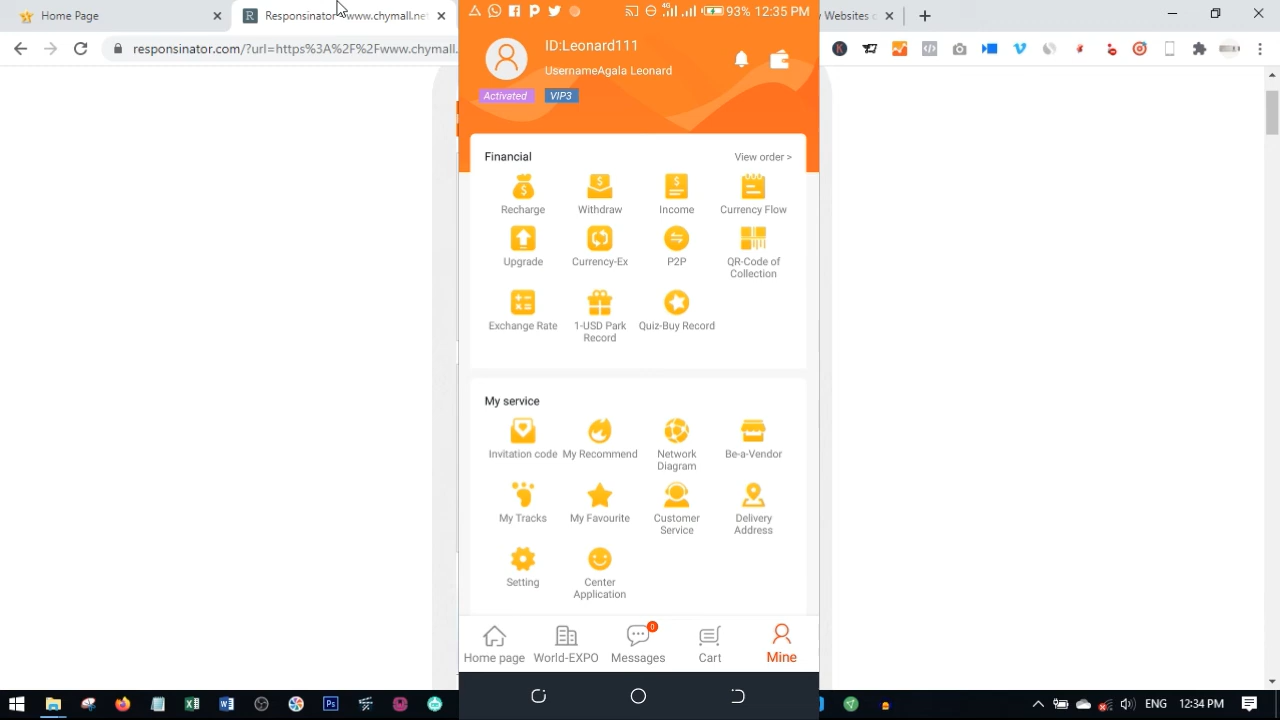 Responsinator - www.chymall.net
93% 12:35 PM
responsinator.com/?url=https%3A%2F%2Fwww.chymall.
ID:Leonard111
UsernameAgala Leonard
Activated VIP3
Financial View order >
Recharge Withdraw Income Currency Flow
Upgrade Currency-Ex P2P QR-Code of
Collection
Exchange Rate 1-USD Park Quiz-Buy Record
Record
My service
Invitation code My Recommend Network Be-a-Vendor
Diagram
My Tracks My Favourite Customer Delivery
Service Address
Setting Center
Application
0
Home page World-EXPO Messages Cart Mine
ENG 12:34 PM